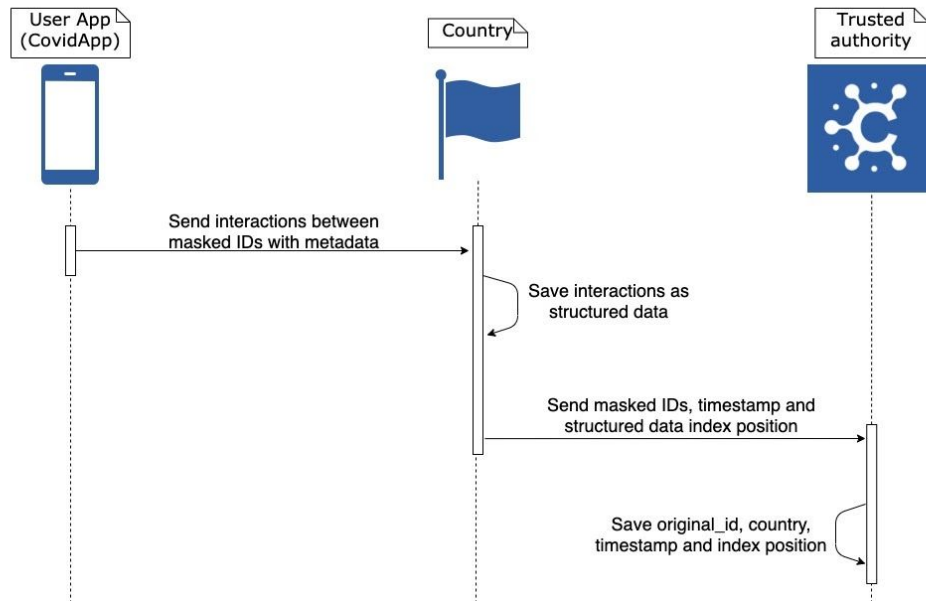 User App
(CovidApp)
Country
Trusted
authority
Send interactions between
masked IDs with metadata
Save interactions as
structured data
Send masked IDs, timestamp and
structured data index position
Save original_id, country,
timestamp and index position